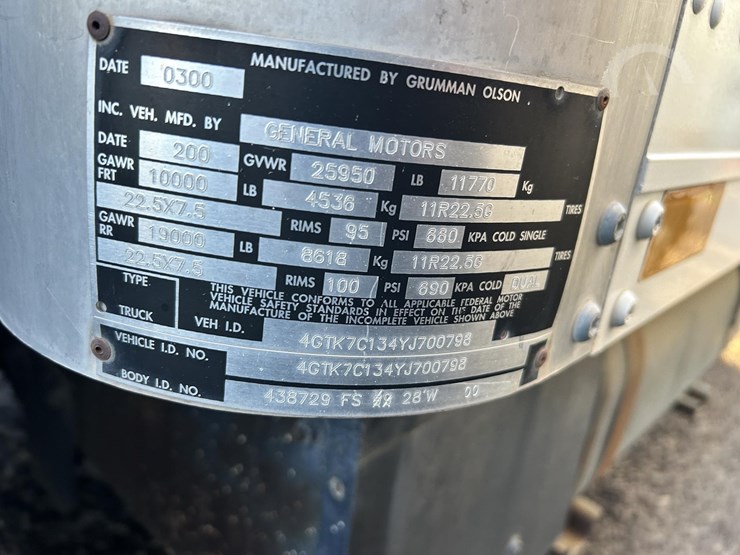 DATE 0300 MANUFACTURED BY GRUMMAN OLSON
INC. VEH. MFD. BY GENERAL MOTORS
DATE 200 GVWR 25950 LB 11770 Kg
GAWR FRT 10000 LB 4536 Kg 11R22.5G TIRES
22.5X7.5 RIMS 95 PSI 680 KPA COLD SINGLE
GAWR RR 19000 LB 8618 Kg 11R22.5G TIRES
22.5X7.5 RIMS 100 PSI 690 KPA COLD DUAL
TYPE TRUCK
THIS VEHICLE CONFORMS TO ALL APPLICABLE FEDERAL MOTOR
VEHICLE SAFETY STANDARDS IN EFFECT ON THE DATE OF THE
MANUFACTURE OF THE INCOMPLETE VEHICLE SHOWN ABOVE
VEH I.D. 4GTK7C134YJ700798
VEHICLE I.D. NO. 4GTK7C134YJ700798
BODY I.D. NO. 438729 FS 28'W 00